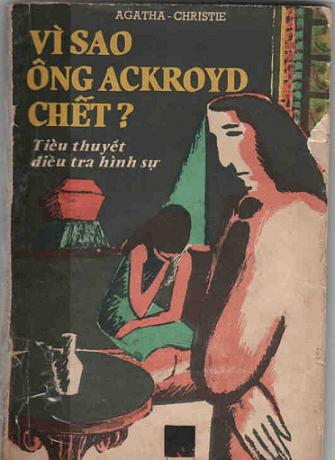 AGATHA - CHRISTIE
VÌ SAO
ÔNG ACKROYD
CHẾT ?
Tiểu thuyết
điều tra hình sự